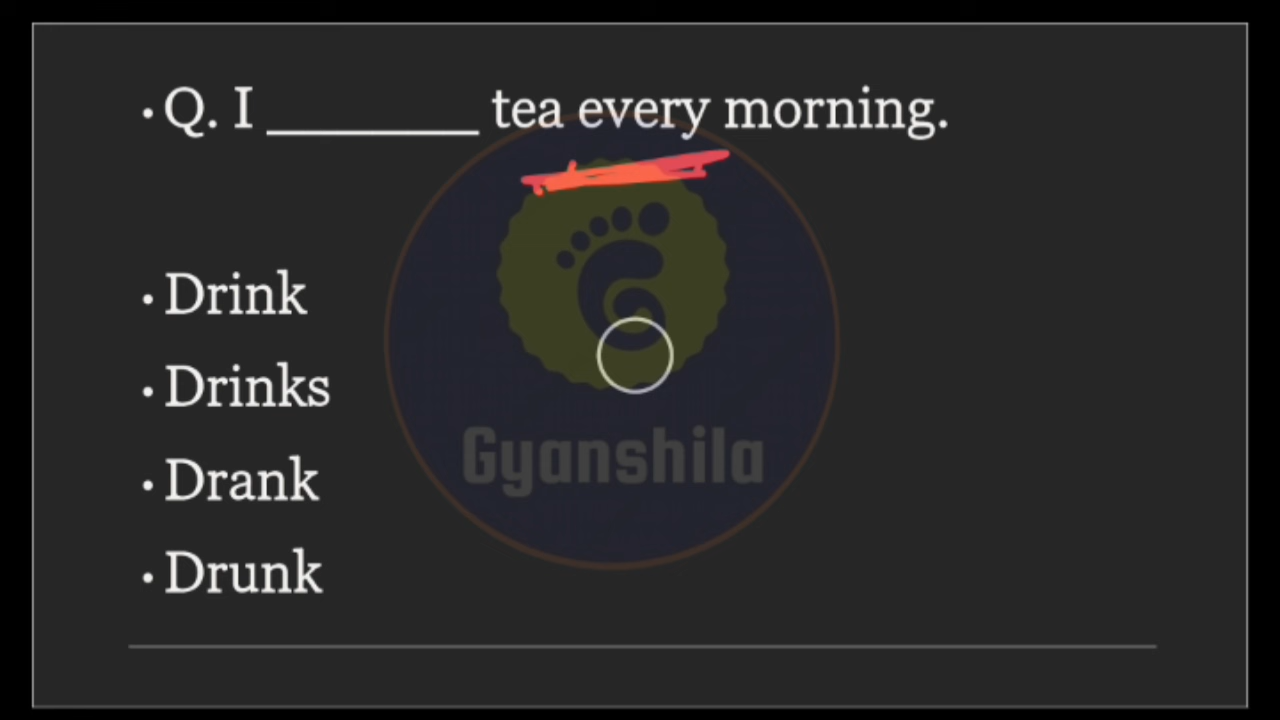 • Q. I ________ tea every morning.
• Drink
• Drinks
• Drank
• Drunk
Gyanshila